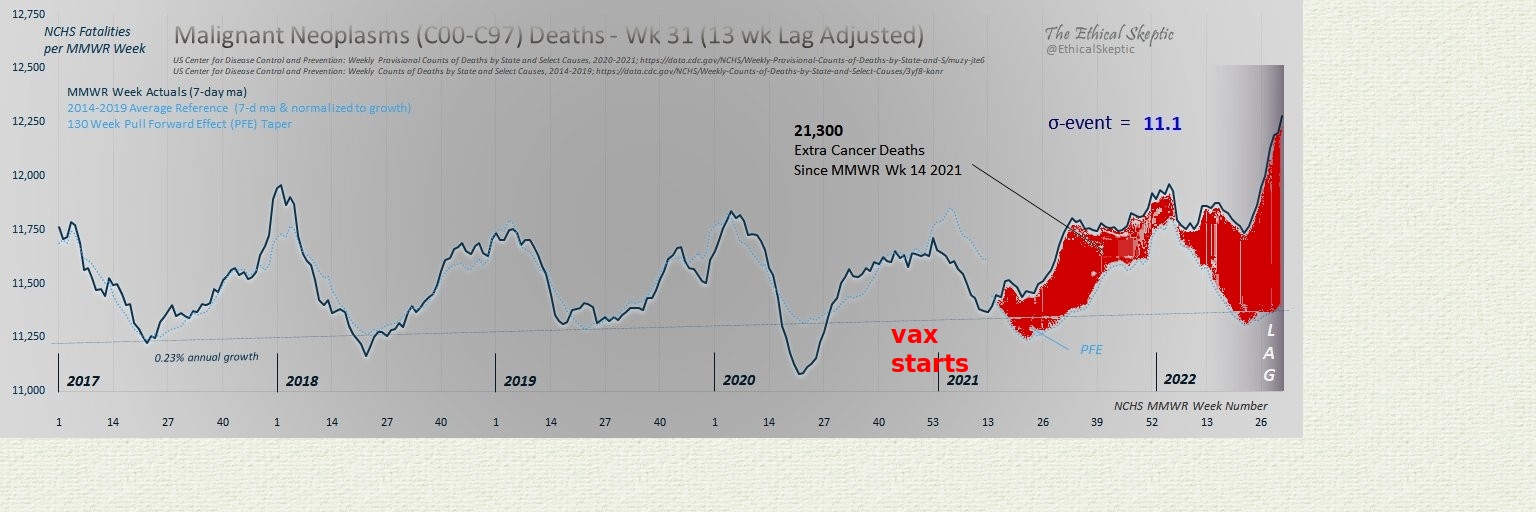 12,750
NCHS Fatalities
per MMWR Week
Malignant Neoplasms (C00-C97) Deaths - Wk 31 (13 wk Lag Adjusted)
The Ethical Skeptic
@EthicalSkeptic
US Center for Disease Control and Prevention: Weekly Provisional Counts of Deaths by State and Select Causes, 2020-2021; https://data.cdc.gov/NCHS/Weekly-Provisional-Counts-of-Deaths-by-State-and-S/muzy-jte6
US Center for Disease Control and Prevention: Weekly Counts of Deaths by State and Select Causes, 2014-2019; https://data.cdc.gov/NCHS/Weekly-Counts-of-Deaths-by-State-and-Select-Causes/3yf8-kanr
12,500
MMWR Week Actuals (7-day ma)
2014-2019 Average Reference (7-d ma & normalized to growth)
130 Week Pull Forward Effect (PFE) Taper
12,250
σ-event = 11.1
21,300
Extra Cancer Deaths
Since MMWR Wk 14 2021
12,000
11,750
11,500
11,250
11,000
0.23% annual growth
vax
starts
PFE
L
A
G
2017 2018 2019 2020 2021 2022
NCHS MMWR Week Number
1 14 27 40 1 14 27 40 1 14 27 40 1 14 27 40 53 13 26 39 52 13 26